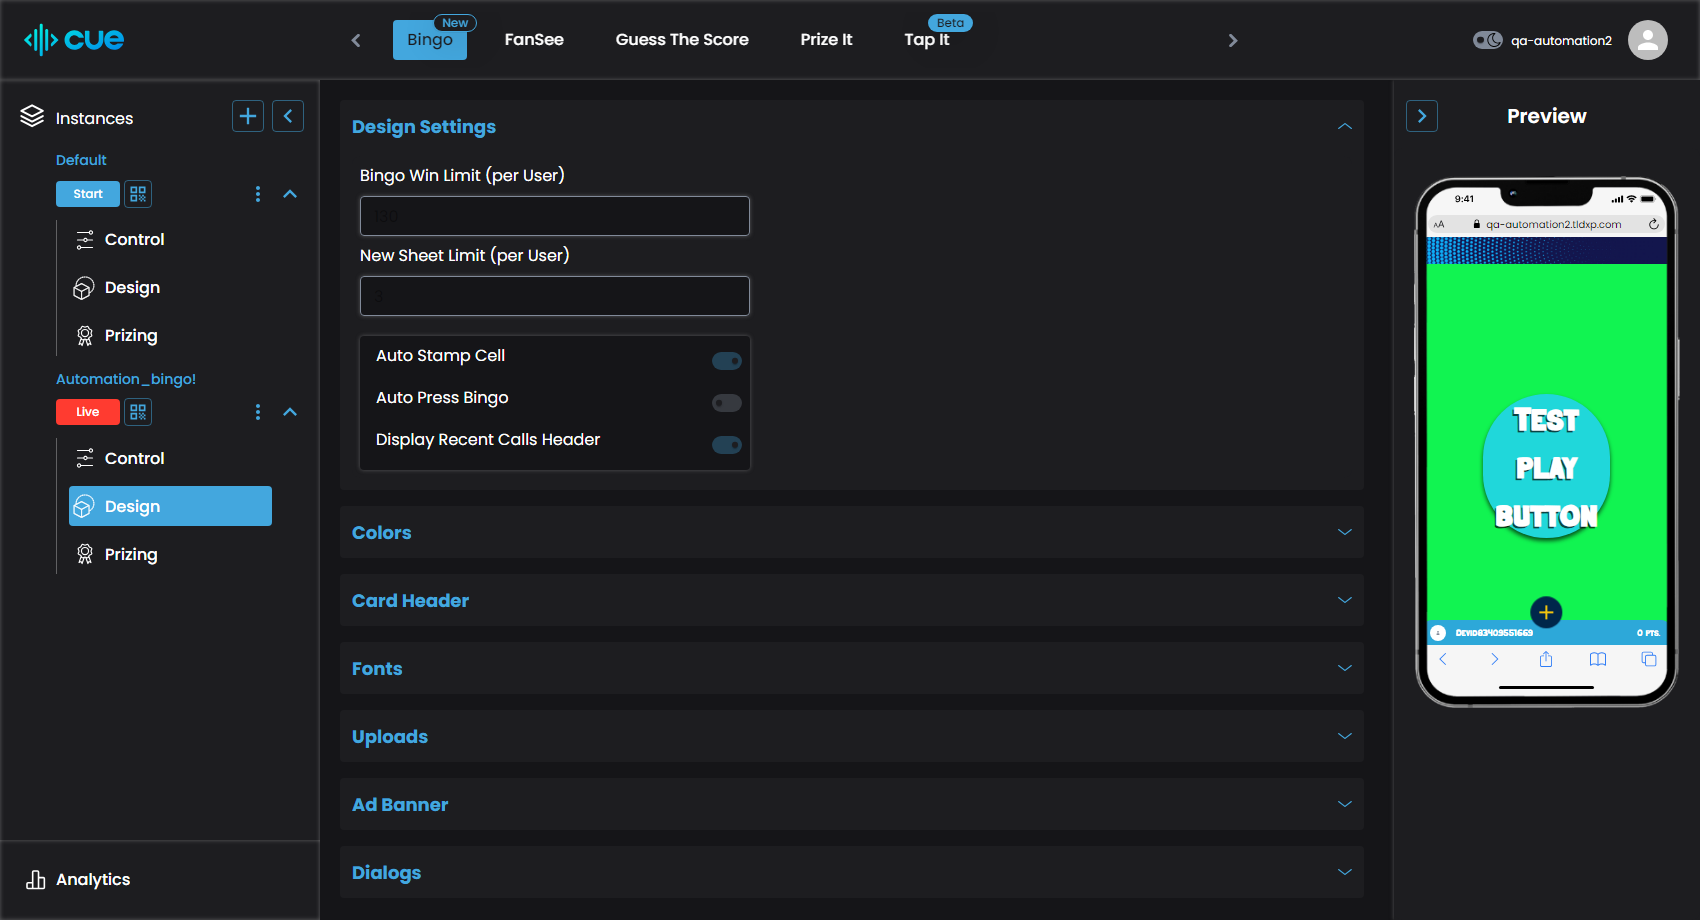 cue
New
Bingo
FanSee
Guess The Score
Prize It
Beta
Tap It
qa-automation2
Instances
Default
Start
Control
Design
Prizing
Automation_bingo!
Live
Control
Design
Prizing
Analytics
Design Settings
Bingo Win Limit (per User)
130
New Sheet Limit (per User)
3
Auto Stamp Cell
Auto Press Bingo
Display Recent Calls Header
Colors
Card Header
Fonts
Uploads
Ad Banner
Dialogs
Preview
9:41
AA qa-automation2.tldxp.com
TEST
PLAY
BUTTON
0 PTS.